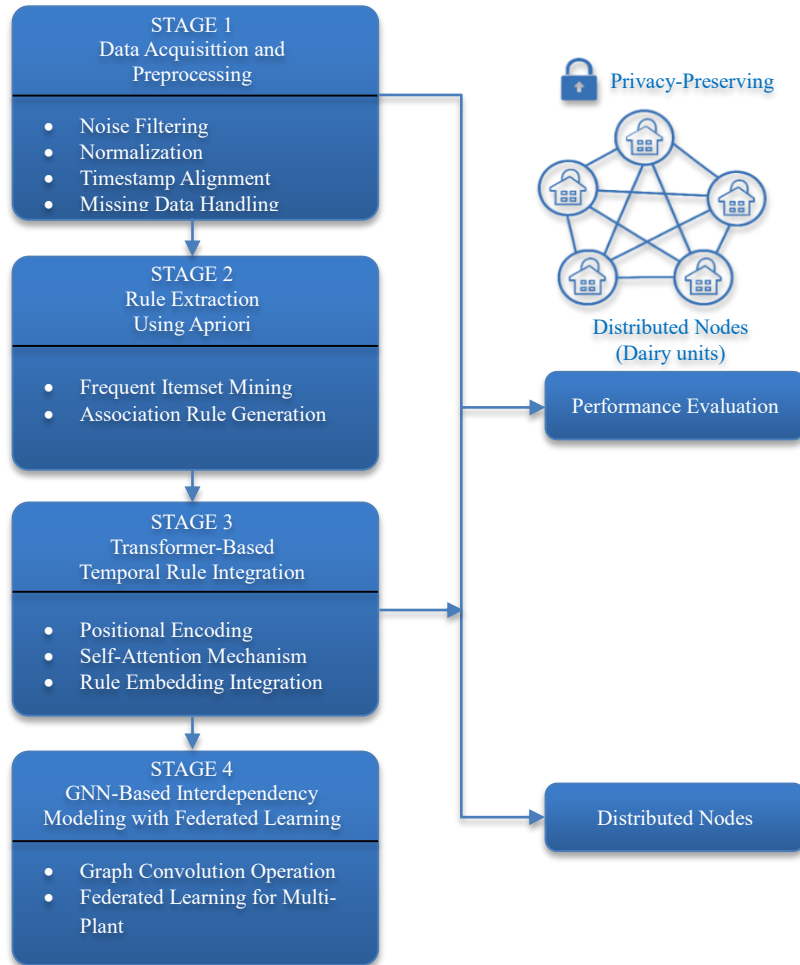 STAGE 1
Data Acquisittion and
Preprocessing
• Noise Filtering
• Normalization
• Timestamp Alignment
• Missing Data Handling
STAGE 2
Rule Extraction
Using Apriori
• Frequent Itemset Mining
• Association Rule Generation
STAGE 3
Transformer-Based
Temporal Rule Integration
• Positional Encoding
• Self-Attention Mechanism
• Rule Embedding Integration
STAGE 4
GNN-Based Interdependency
Modeling with Federated Learning
• Graph Convolution Operation
• Federated Learning for Multi-
Plant
Privacy-Preserving
Distributed Nodes
(Dairy units)
Performance Evaluation
Distributed Nodes